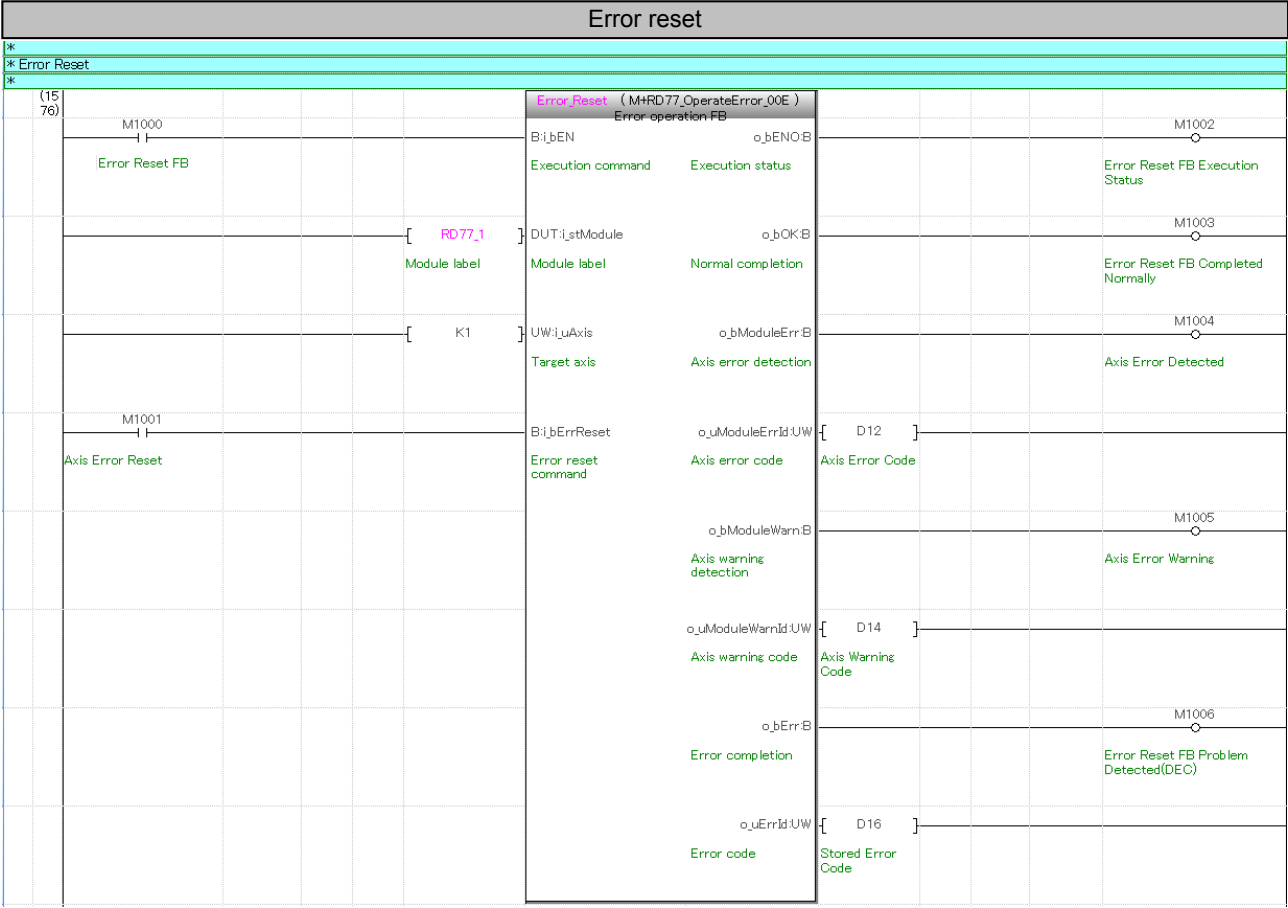 Error reset
*
* Error Reset
*
(15
76)
Error_Reset (M+RD77_OperateError_00E)
Error operation FB
M1000
B:i_bEN
o_bENO:B
M1002
Error Reset FB
Execution command
Execution status
Error Reset FB Execution
Status
RD77_1
DUT:i_stModule
o_bOK:B
M1003
Module label
Module label
Normal completion
Error Reset FB Completed
Normally
K1
UW:i_uAxis
o_bModuleErr:B
M1004
Target axis
Axis error detection
Axis Error Detected
M1001
B:i_bErrReset
o_uModuleErrId:UW
D12
Axis Error Reset
Error reset
command
Axis error code
Axis Error Code
o_bModuleWarn:B
M1005
Axis warning
detection
Axis Error Warning
o_uModuleWarnId:UW
D14
Axis warning code
Axis Warning
Code
o_bErr:B
M1006
Error completion
Error Reset FB Problem
Detected(DEC)
o_uErrId:UW
D16
Error code
Stored Error
Code